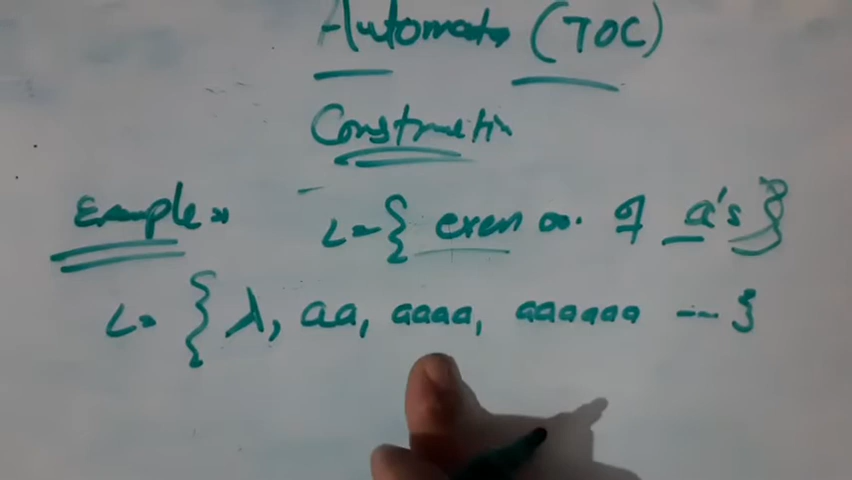 Automata (TOC)
Construction
Example:- L={ even no. of a's }
L= { λ, aa, aaaa, aaaaaa --- }